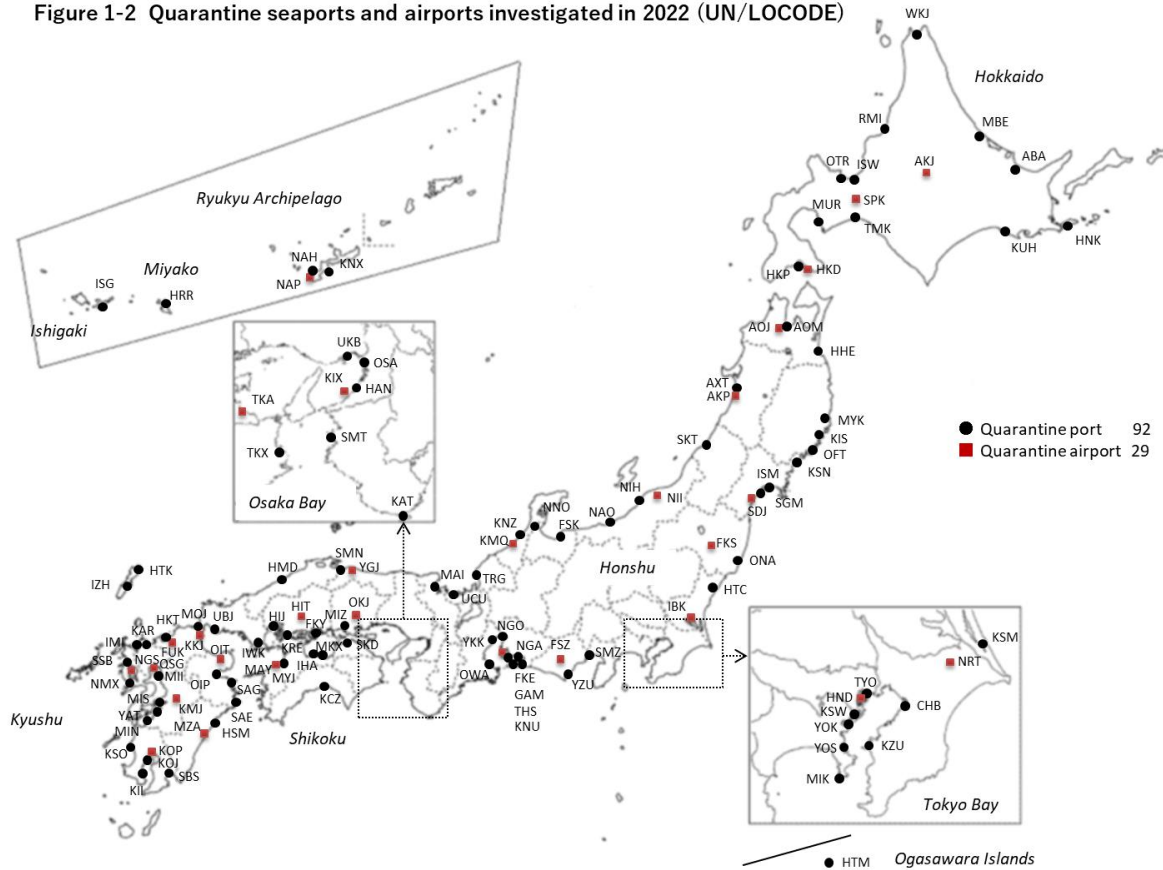 Figure 1-2 Quarantine seaports and airports investigated in 2022 (UN/LOCODE)
WKJ
Hokkaido
RMI
MBE
OTR
ISW
AKJ
ABA
SPK
MUR
TMK
KUH
HNK
HKP
HKD
Ryukyu Archipelago
NAH
KNX
NAP
Miyako
ISG
HRR
Ishigaki
AOJ
AOM
HHE
AXT
AKP
MYK
KIS
OFT
KSN
SKT
ISM
SGM
SDJ
Quarantine port 92
Quarantine airport 29
UKB
OSA
KIX
HAN
TKA
SMT
TKX
Osaka Bay
KAT
NIH
NII
NNO
NAO
KNZ
FSK
KMQ
FKS
ONA
Honshu
HTC
IBK
SMN
YGJ
HMD
MAI
TRG
UCU
HTK
IZH
HKT
MOJ
UBJ
HIJ
HIT
FKY
MIZ
OKJ
KAR
IMI
FUK
KKJ
OIT
IWK
KRE
MKX
SKD
SSB
NGS
QSG
MII
MAY
MYJ
IHA
NMX
OIP
SAG
KCZ
MIS
KMJ
SAE
YAT
MIN
MZA
HSM
Kyushu
Shikoku
KSO
KOP
KOJ
SBS
KII
NGO
YKK
NGA
FSZ
SMZ
OWA
FKE
YZU
GAM
THS
KNU
KSM
NRT
TYO
HND
KSW
CHB
YOK
YOS
KZU
MIK
Tokyo Bay
HTM
Ogasawara Islands